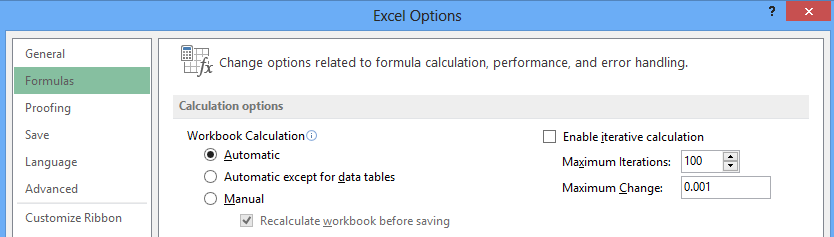 Excel Options
?
General
Formulas
Proofing
Save
Language
Advanced
Customize Ribbon
fx Change options related to formula calculation, performance, and error handling.
Calculation options
Workbook Calculation
Automatic
Automatic except for data tables
Manual
Recalculate workbook before saving
Enable iterative calculation
Maximum Iterations: 100
Maximum Change: 0.001